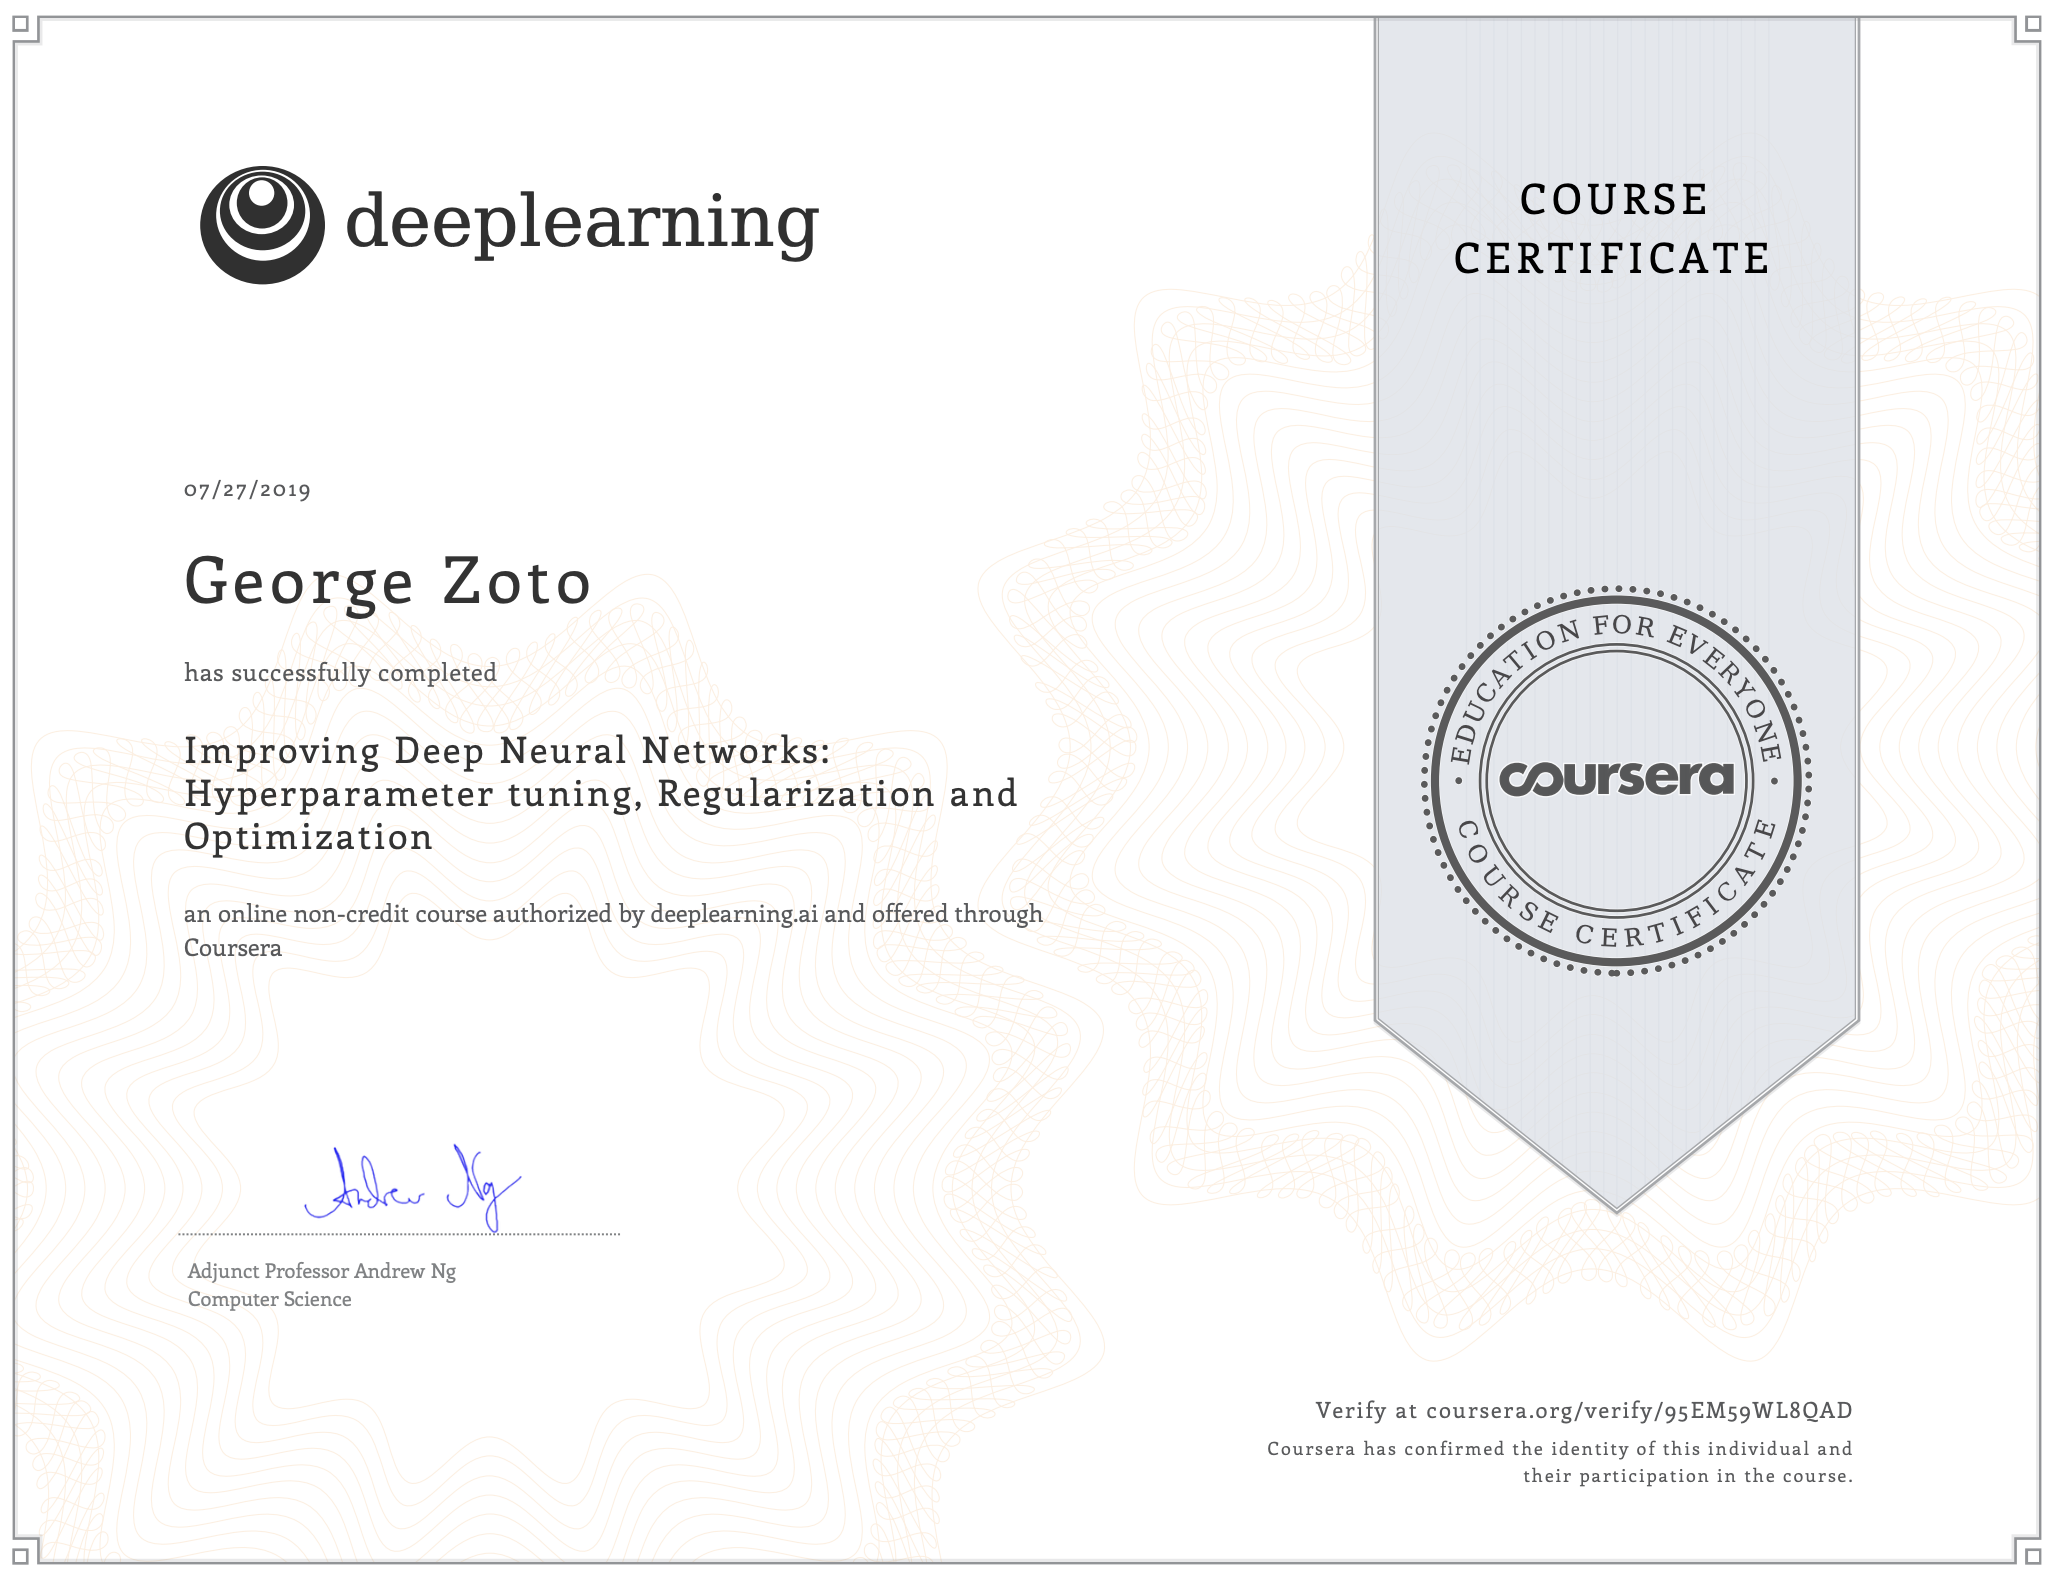 deeplearning
COURSE
CERTIFICATE
07/27/2019
George Zoto
has successfully completed
Improving Deep Neural Networks:
Hyperparameter tuning, Regularization and
Optimization
an online non-credit course authorized by deeplearning.ai and offered through
Coursera
EDUCATION FOR EVERYONE
coursera
COURSE CERTIFICATE
Andrew Ng
Adjunct Professor Andrew Ng
Computer Science
Verify at coursera.org/verify/95EM59WL8QAD
Coursera has confirmed the identity of this individual and
their participation in the course.